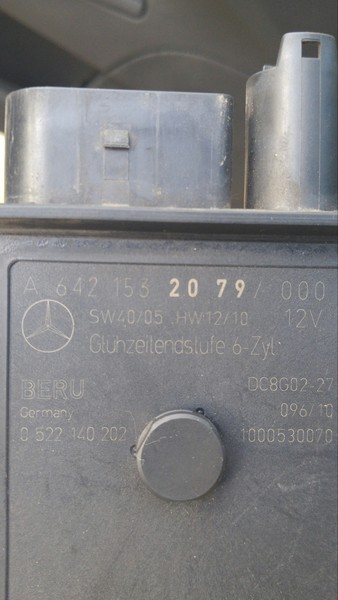 A 642 153 20 79/ 000
SW40/05 HW12/10 12V
Glühzeitendstufe 6-Zyl.
BERU DC8G02-27
Germany 096/10
0 522 140 202 1000530070